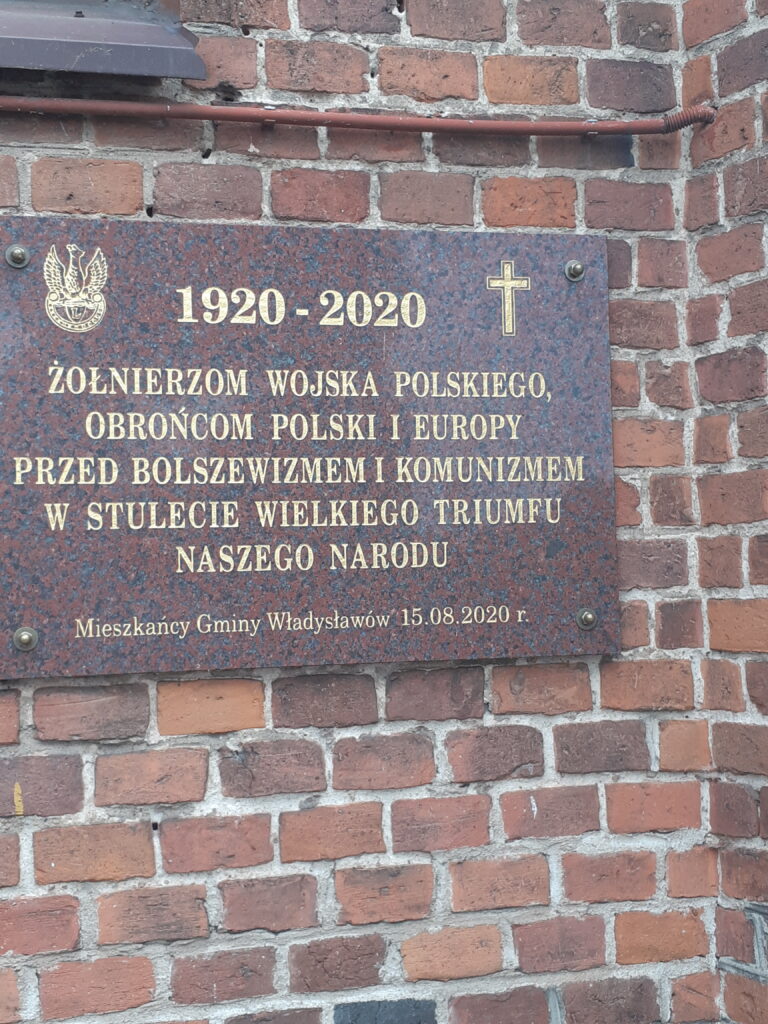 1920 - 2020
ŻOŁNIERZOM WOJSKA POLSKIEGO,
OBROŃCOM POLSKI I EUROPY
PRZED BOLSZEWIZMEM I KOMUNIZMEM
W STULECIE WIELKIEGO TRIUMFU
NASZEGO NARODU
Mieszkańcy Gminy Władysławów 15.08.2020 r.